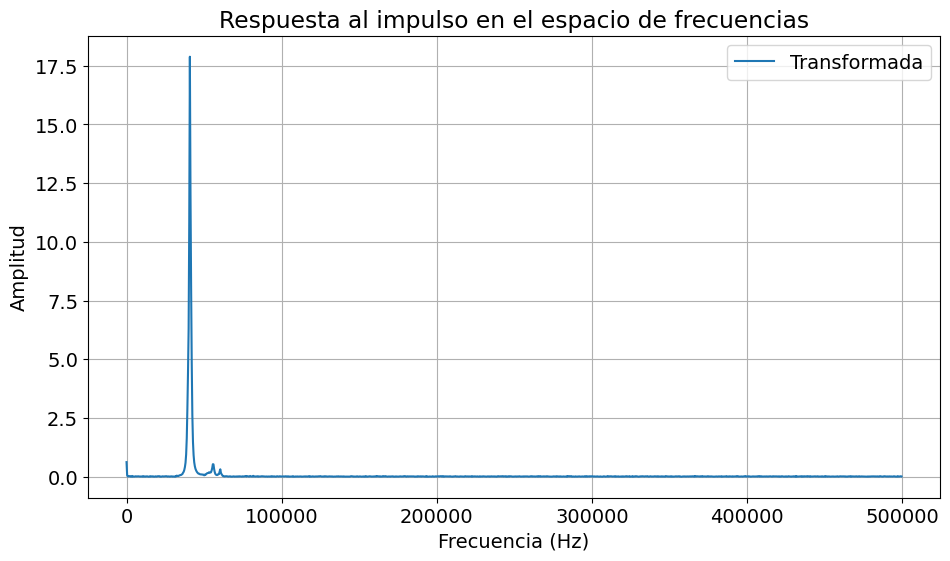 Respuesta al impulso en el espacio de frecuencias
Transformada
17.5
15.0
12.5
10.0
7.5
5.0
2.5
0.0
Amplitud
0 100000 200000 300000 400000 500000
Frecuencia (Hz)